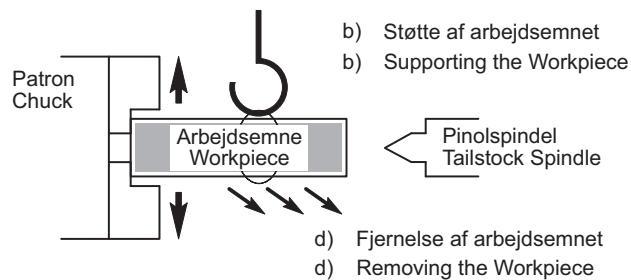 b) Støtte af arbejdsemnet
b) Supporting the Workpiece
Patron
Chuck
Arbejdsemne
Workpiece
Pinolspindel
Tailstock Spindle
d) Fjernelse af arbejdsemnet
d) Removing the Workpiece